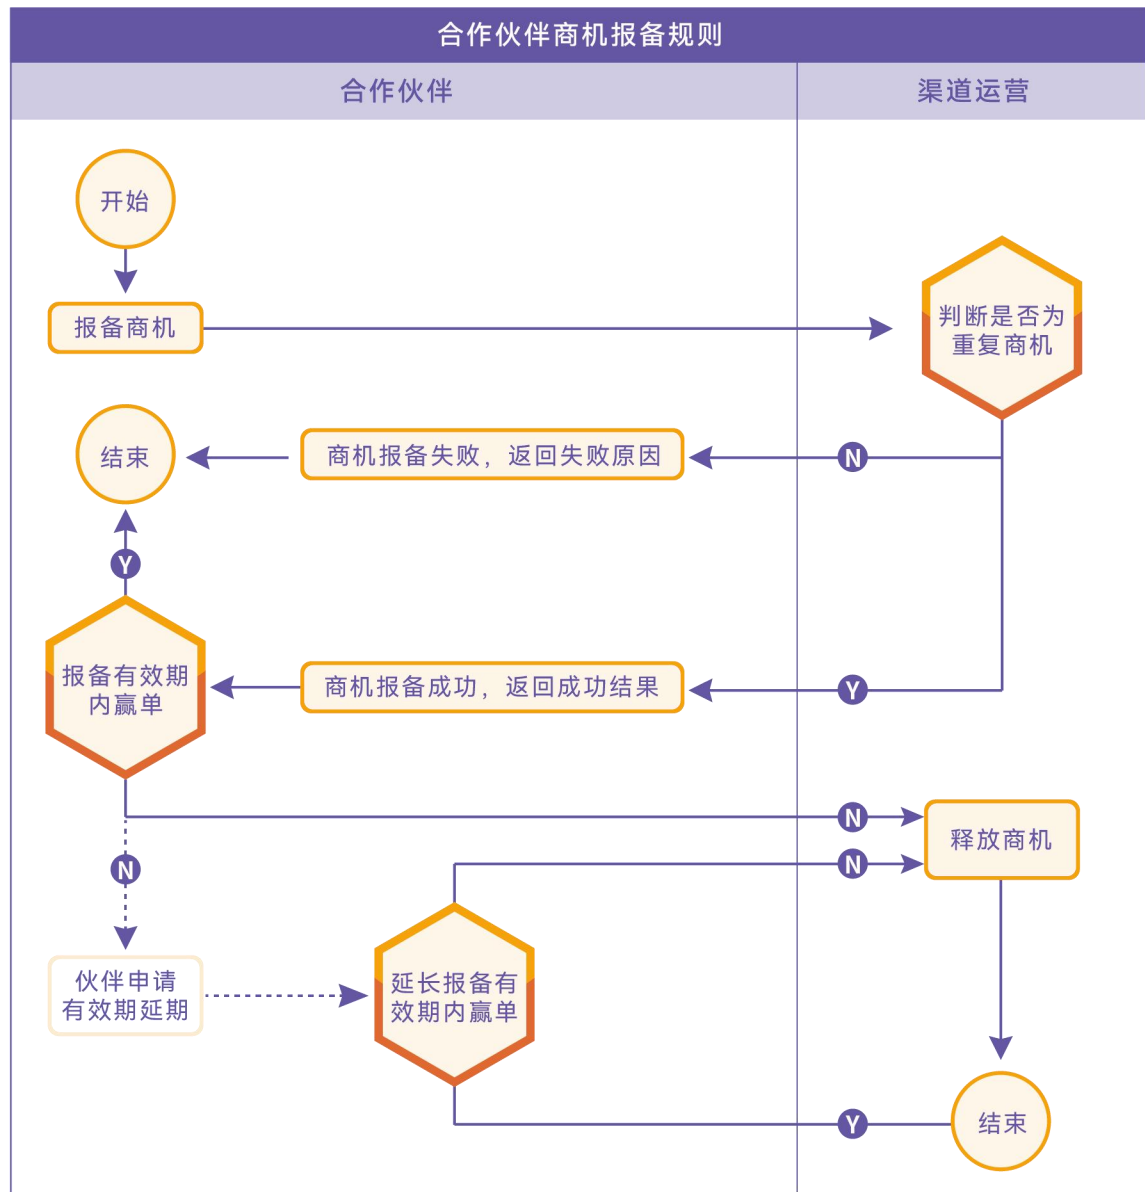 合作伙伴商机报备规则
合作伙伴
渠道运营
开始
报备商机
判断是否为
重复商机
结束
商机报备失败，返回失败原因
N
Y
报备有效期
内赢单
商机报备成功，返回成功结果
Y
N
释放商机
N
N
伙伴申请
有效期延期
延长报备有
效期内赢单
Y
结束